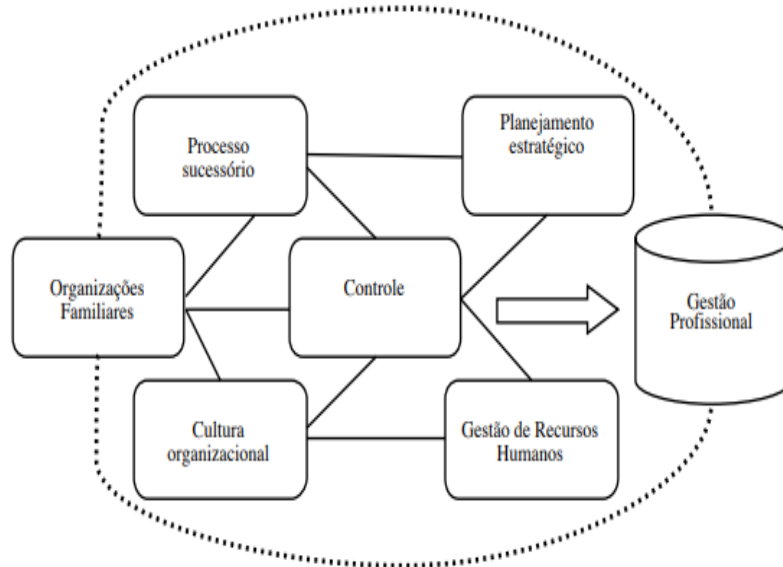 Processo
sucessório
Planejamento
estratégico
Organizações
Familiares
Controle
Gestão
Profissional
Cultura
organizacional
Gestão de Recursos
Humanos